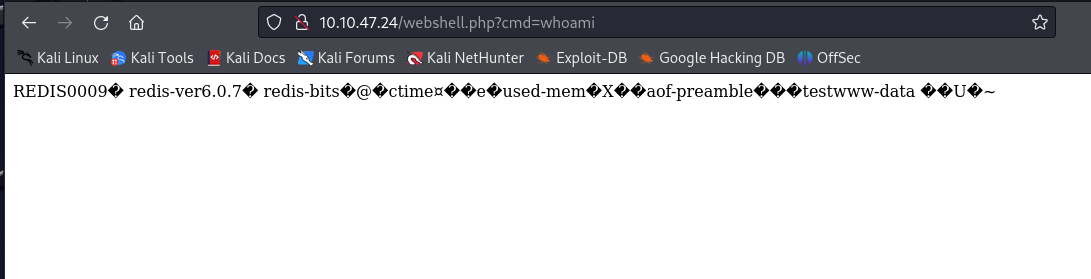 10.10.47.24/webshell.php?cmd=whoami
Kali Linux Kali Tools Kali Docs Kali Forums Kali NetHunter Exploit-DB Google Hacking DB OffSec
REDIS0009� redis-ver6.0.7� redis-bits�@�ctime¤��e�used-mem�X��aof-preamble���testwww-data ��U�~